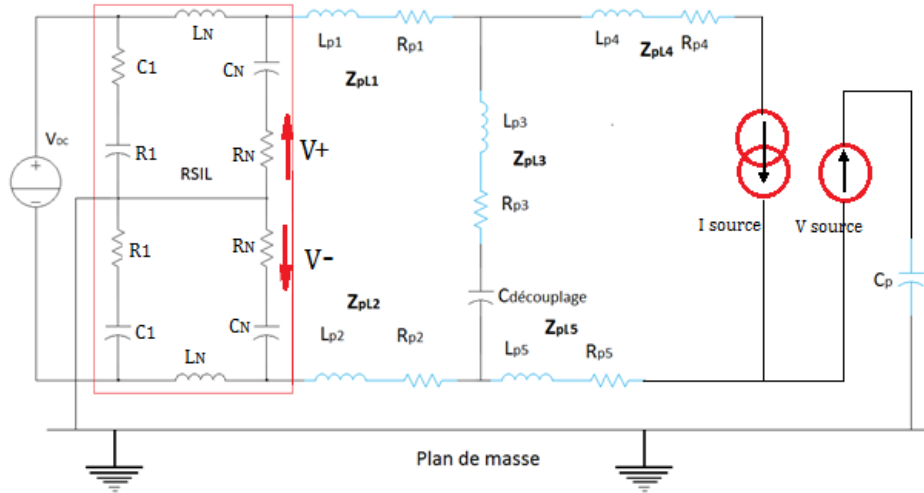 LN
Lp1
Rp1
ZpL1
Lp4
Rp4
ZpL4
C1
CN
VDC
+
−
R1
RSIL
RN
V+
Lp3
ZpL3
Rp3
I source
V source
R1
RN
V−
Cp
ZpL2
Cdécouplage
C1
CN
LN
Lp2
Rp2
ZpL5
Lp5
Rp5
Plan de masse